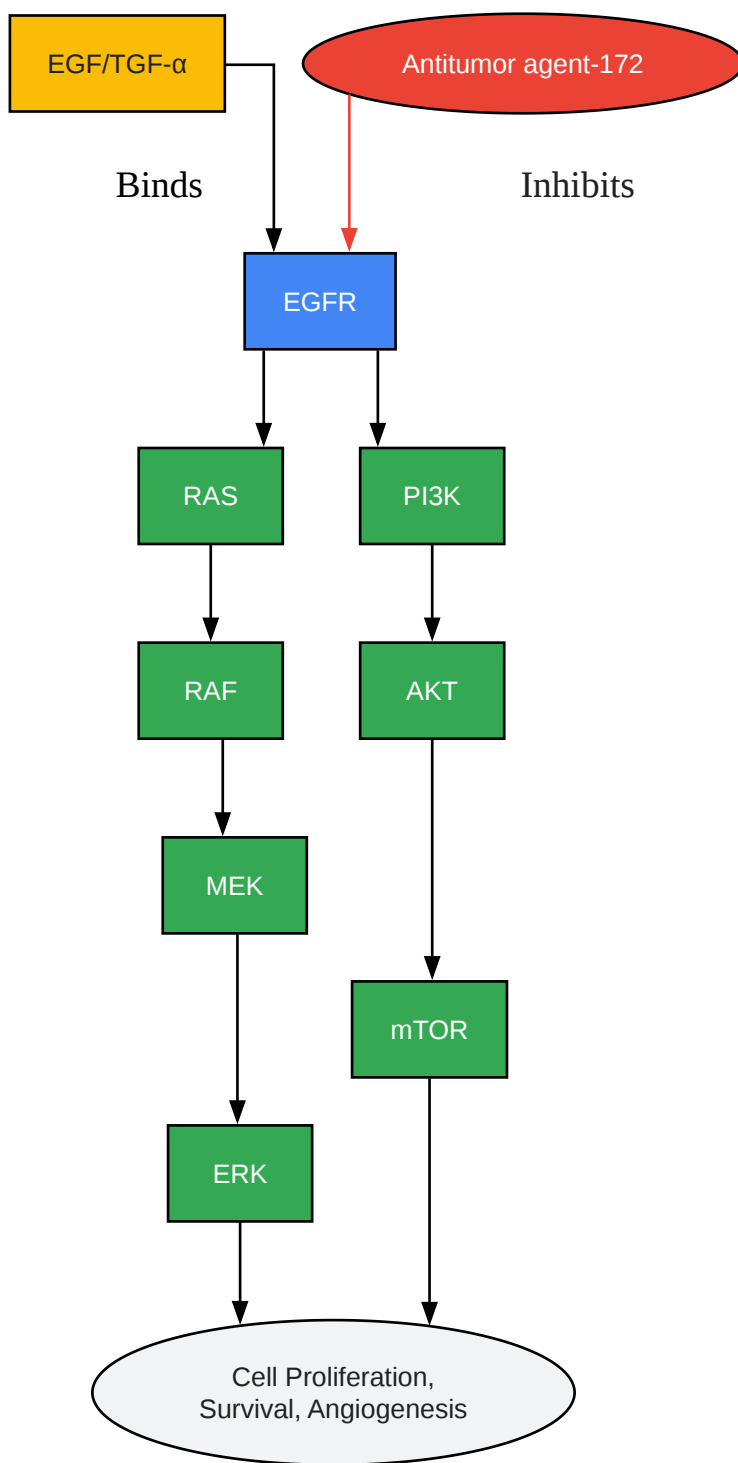 EGF/TGF-α
Antitumor agent-172
Binds
Inhibits
EGFR
RAS
PI3K
RAF
AKT
MEK
mTOR
ERK
Cell Proliferation,
Survival, Angiogenesis